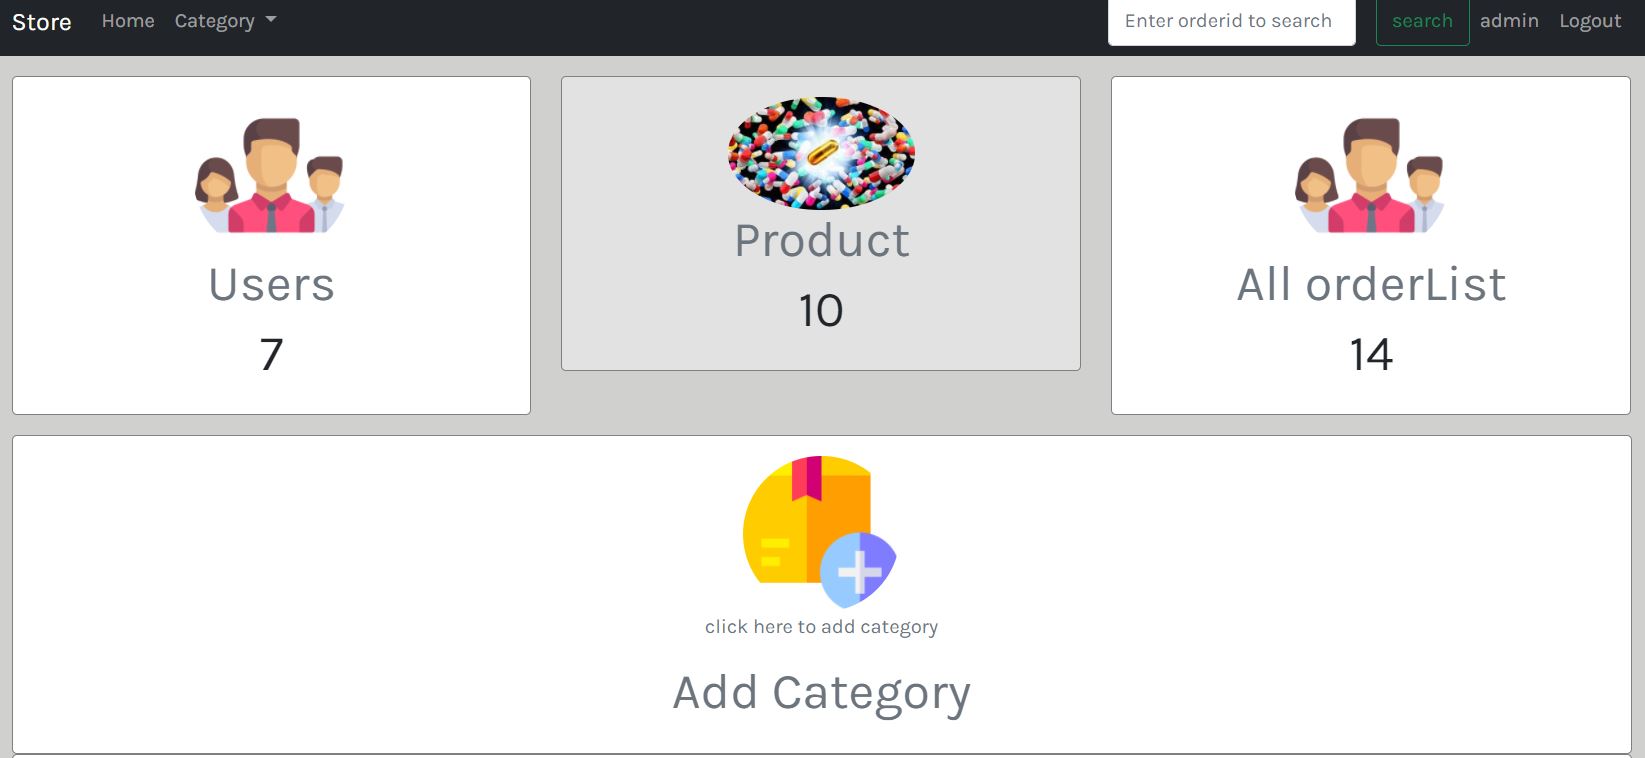 Store Home Category Enter orderid to search search admin Logout
Users
7
Product
10
All orderList
14
click here to add category
Add Category